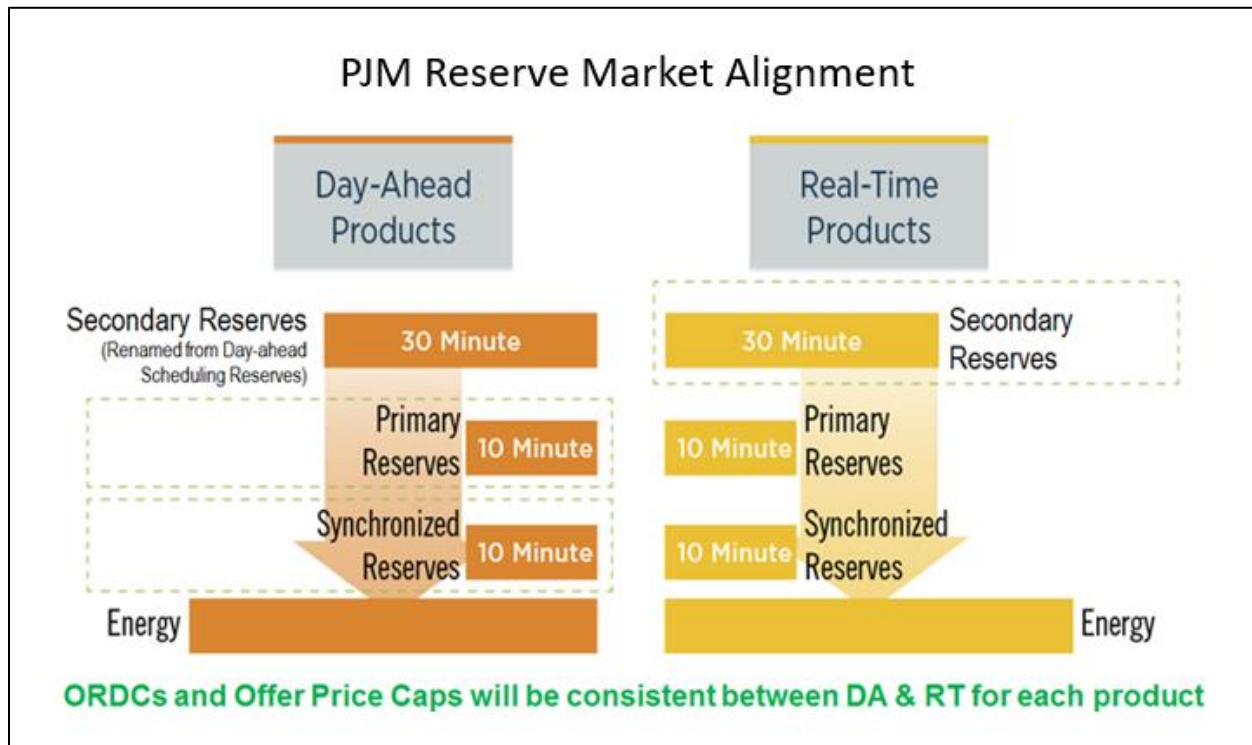 PJM Reserve Market Alignment
Day-Ahead
Products
Real-Time
Products
Secondary Reserves
(Renamed from Day-ahead
Scheduling Reserves)
30 Minute
30 Minute
Secondary
Reserves
Primary
Reserves
10 Minute
10 Minute
Primary
Reserves
Synchronized
Reserves
10 Minute
10 Minute
Synchronized
Reserves
Energy
Energy
ORDCs and Offer Price Caps will be consistent between DA & RT for each product